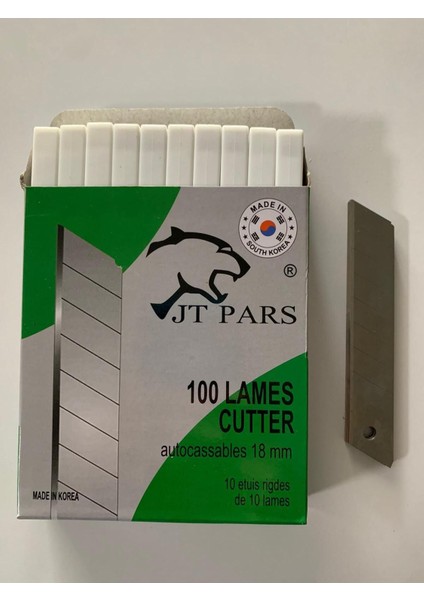 MADE IN
SOUTH KOREA
®
JT PARS
100 LAMES
CUTTER
autocassables 18 mm
10 etuis rigdes
de 10 lames
MADE IN KOREA